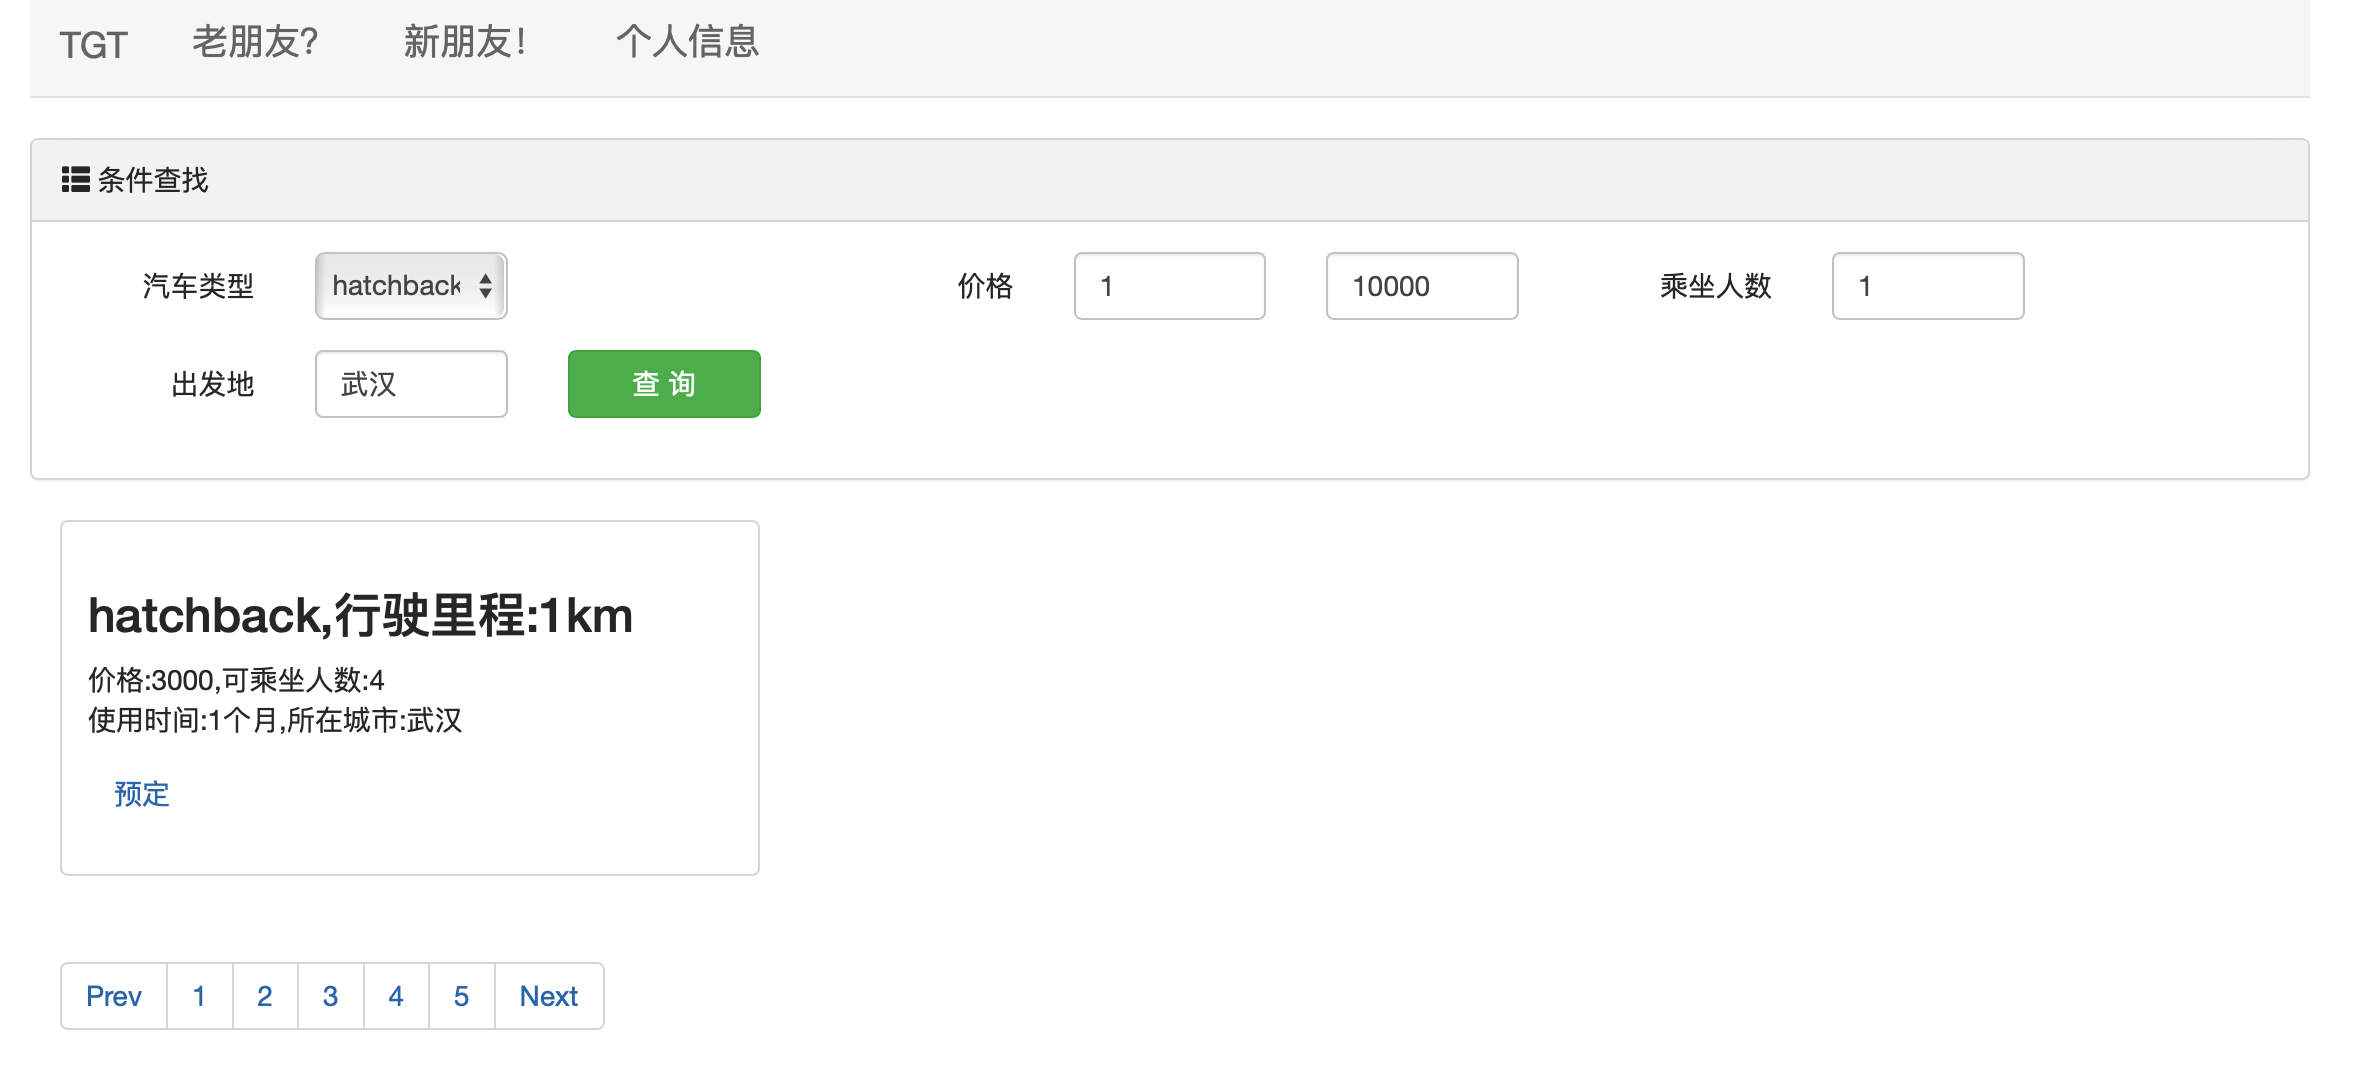 TGT 老朋友? 新朋友! 个人信息
条件查找
汽车类型 hatchback 价格 1 10000 乘坐人数 1
出发地 武汉 查 询
hatchback,行驶里程:1km
价格:3000,可乘坐人数:4
使用时间:1个月,所在城市:武汉
预定
Prev 1 2 3 4 5 Next